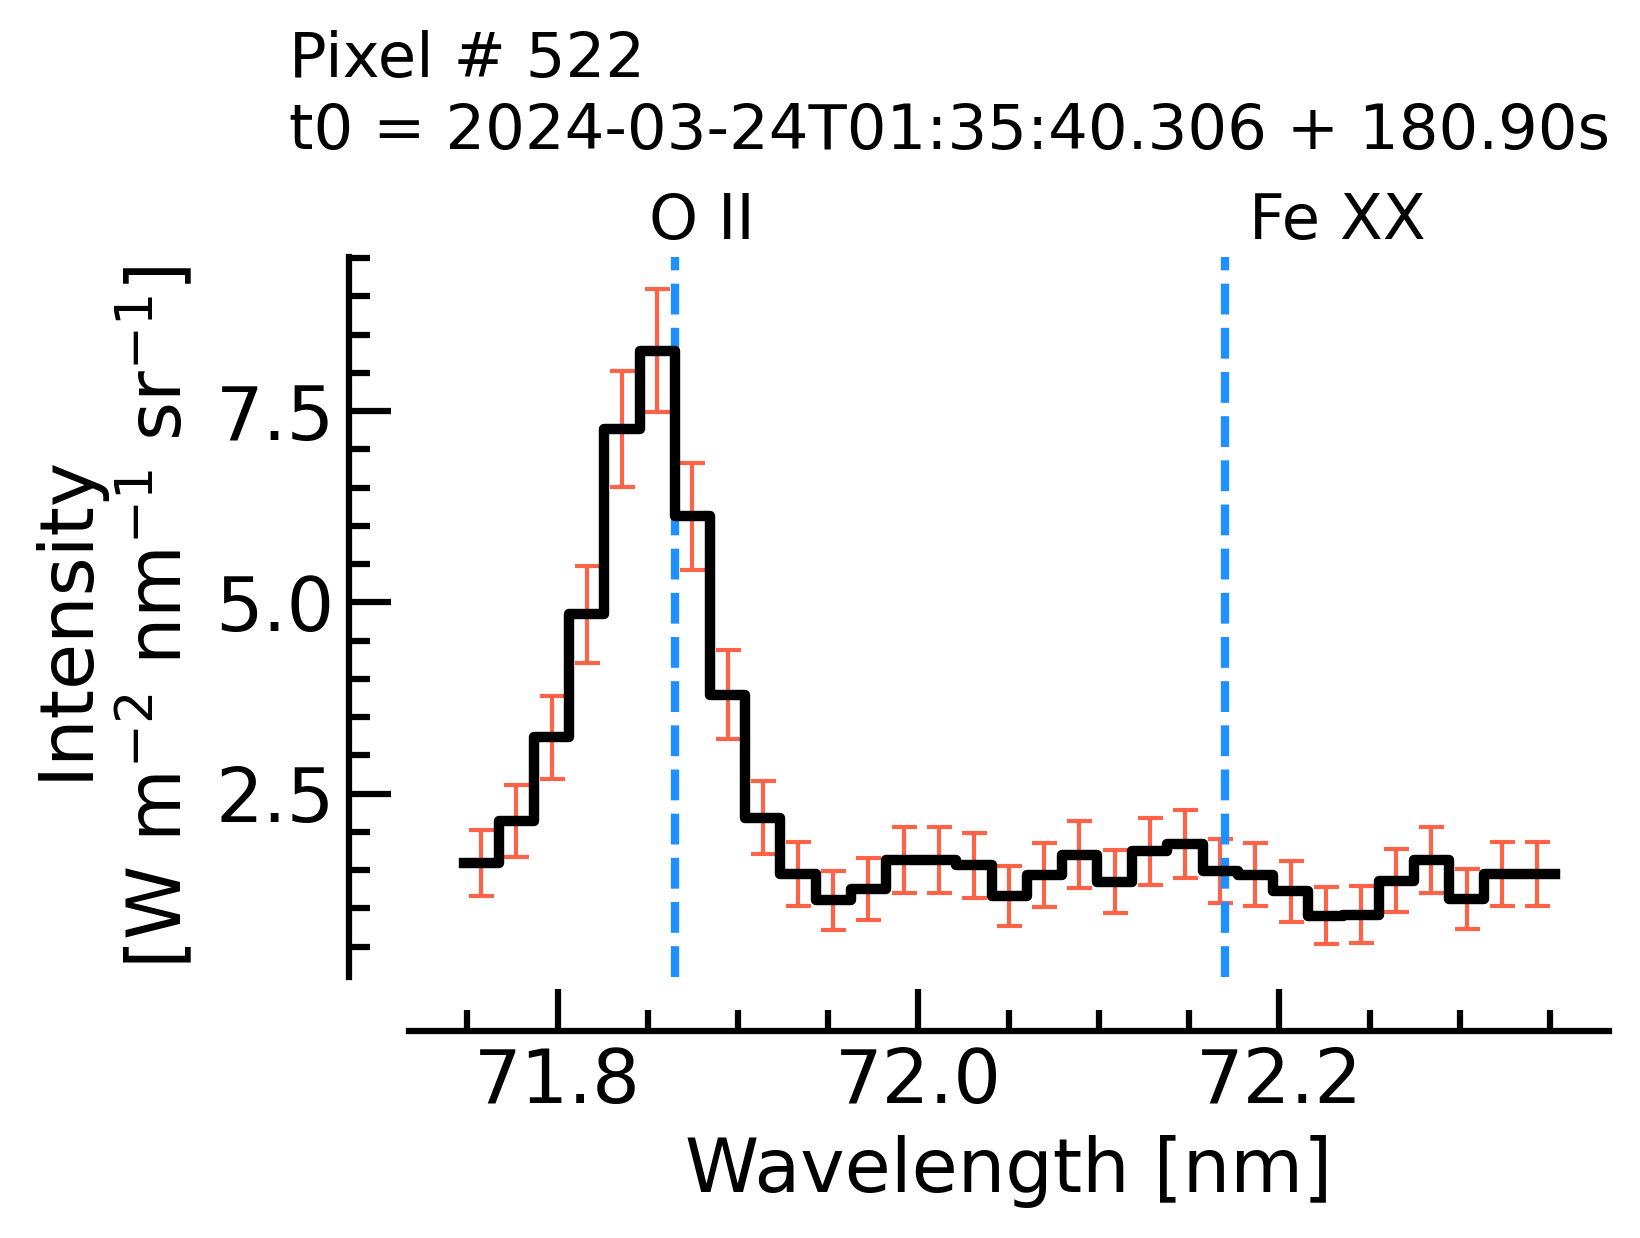 Pixel # 522
t0 = 2024-03-24T01:35:40.306 + 180.90s
O II
Fe XX
Intensity
[W m⁻² nm⁻¹ sr⁻¹]
7.5
5.0
2.5
71.8
72.0
72.2
Wavelength [nm]